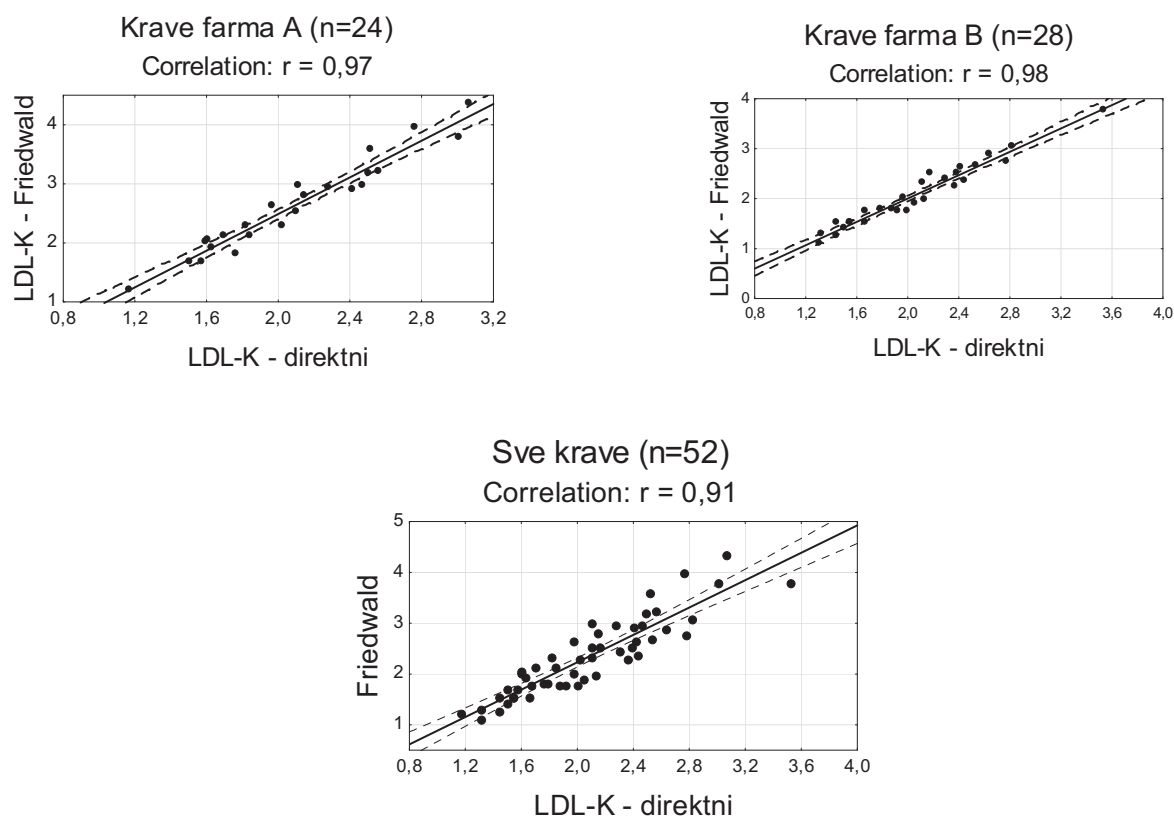 Krave farma A (n=24)
Correlation: r = 0,97
LDL-K - Friedwald
4
3
2
1
0,8 1,2 1,6 2,0 2,4 2,8 3,2
LDL-K - direktni
Krave farma B (n=28)
Correlation: r = 0,98
LDL-K - Friedwald
4
3
2
1
0
0,8 1,2 1,6 2,0 2,4 2,8 3,2 3,6 4,0
LDL-K - direktni
Sve krave (n=52)
Correlation: r = 0,91
Friedwald
5
4
3
2
1
0,8 1,2 1,6 2,0 2,4 2,8 3,2 3,6 4,0
LDL-K - direktni